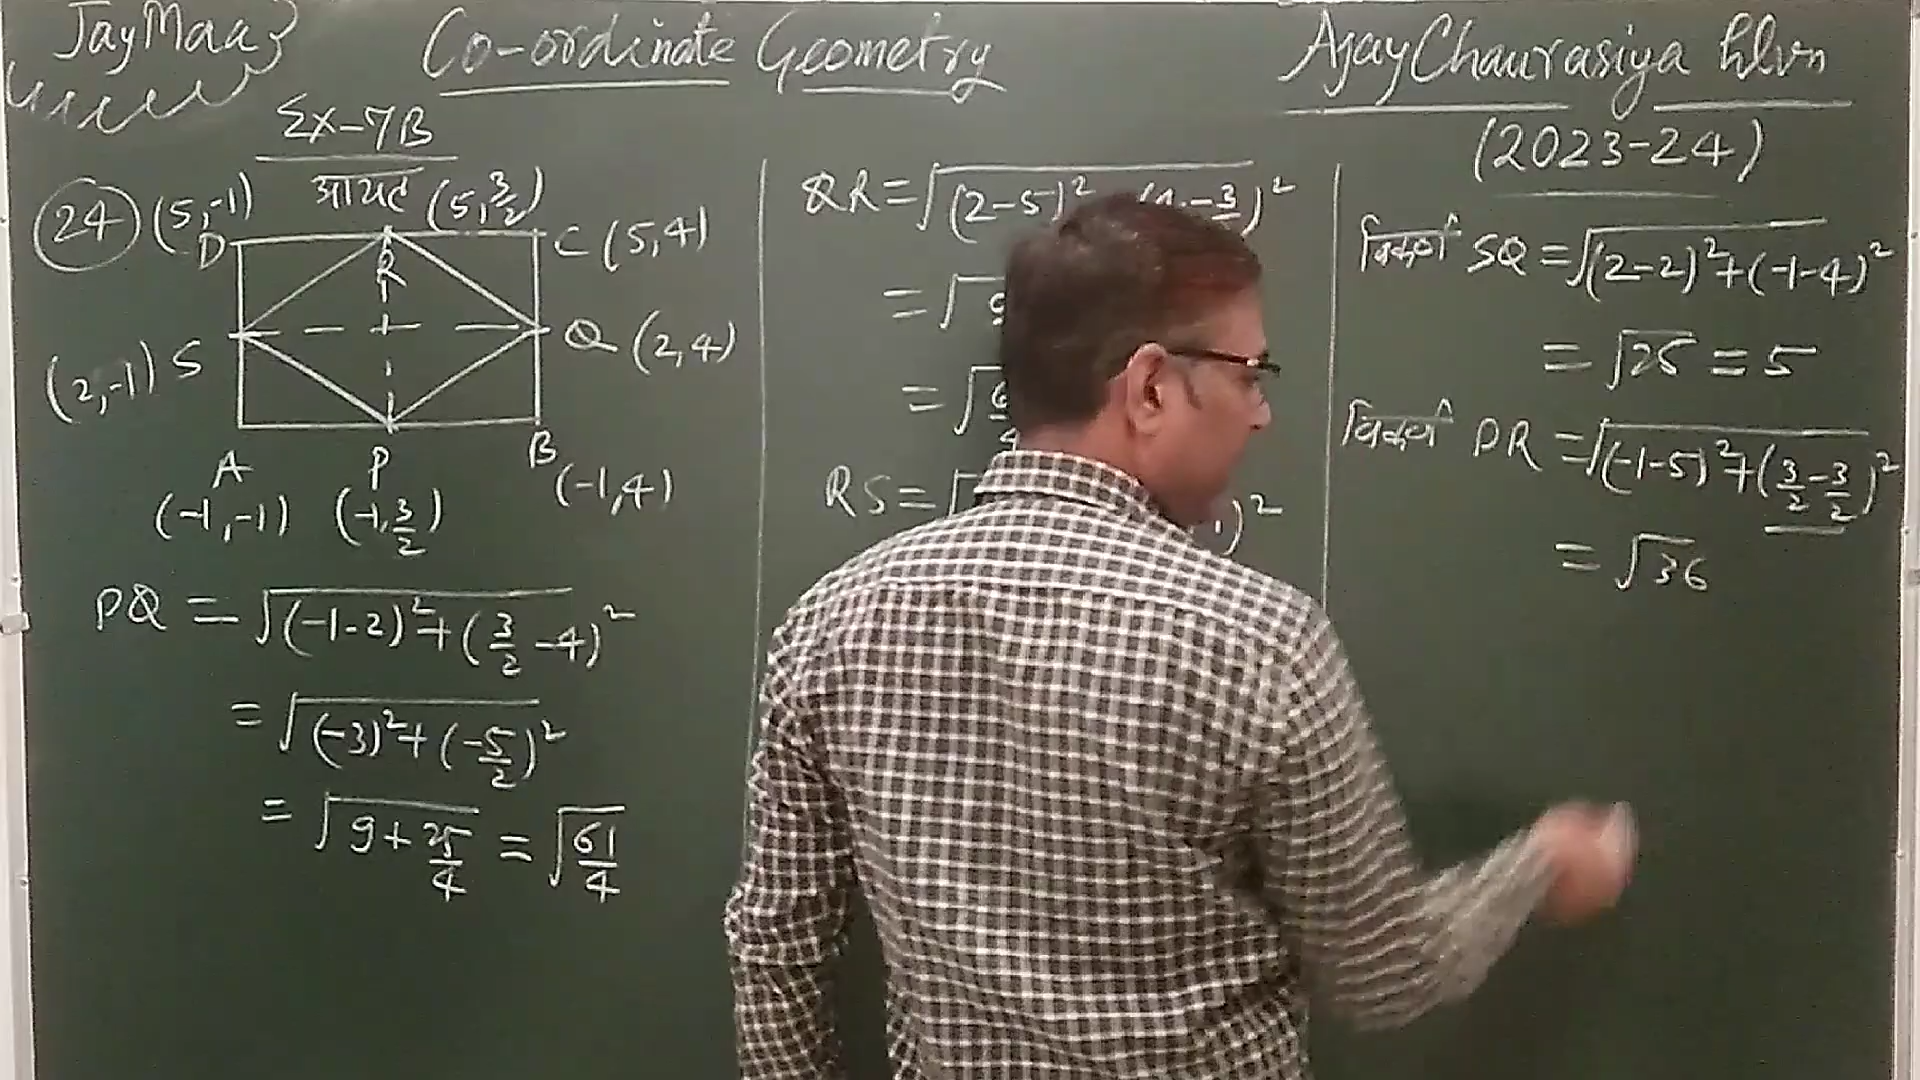 JayMaa}
Co-ordinate Geometry
Ajay Chaurasiya hlvn
(2023-24)
Ex-7B
24
आयत
(5,-1) D
(5,3/2)
R
C (5,4)
(2,-1) S
Q (2,4)
A
P
B
(-1,-1)
(-1,3/2)
(-1,4)
PQ = √(-1-2)²+(3/2-4)²
= √(-3)²+(-5/2)²
= √9+25/4 = √61/4
QR = √(2-5)²
= √
= √
RS = √
विकर्ण SQ = √(2-2)²+(-1-4)²
= √25 = 5
विकर्ण PR = √(-1-5)²+(3/2-3/2)²
= √36